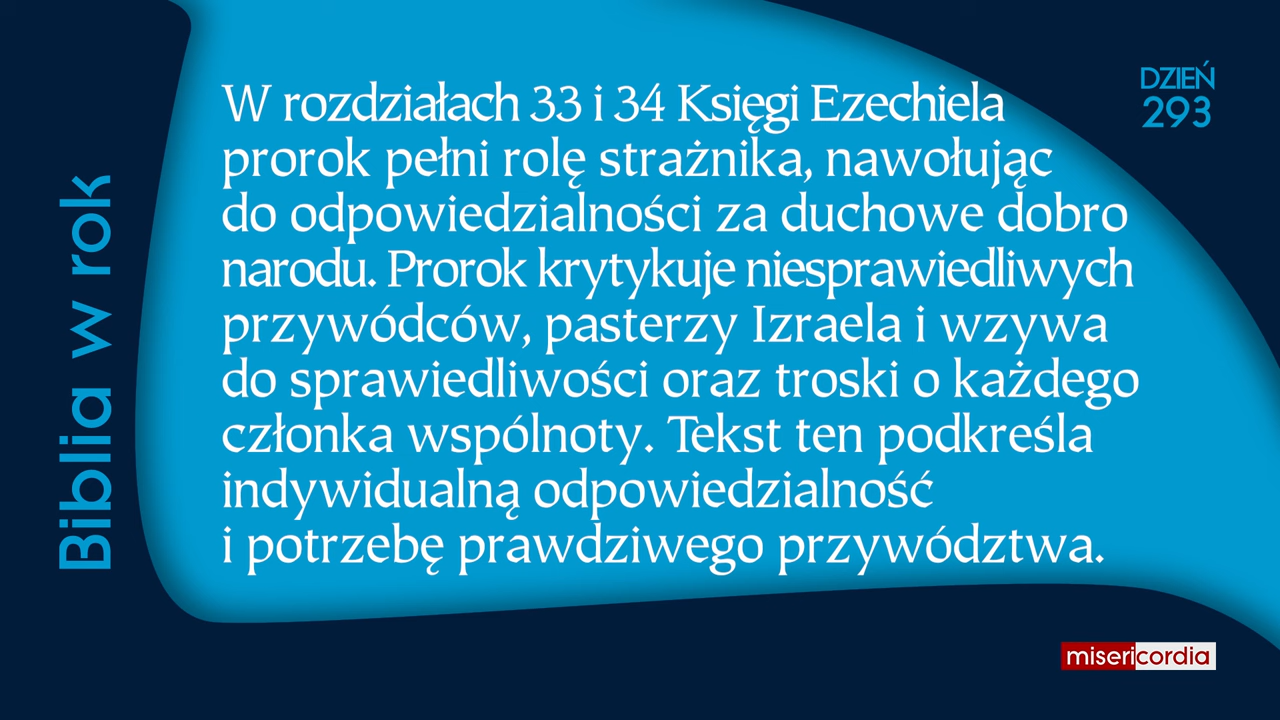 Biblia w rok
DZIEŃ
293
W rozdziałach 33 i 34 Księgi Ezechiela
prorok pełni rolę strażnika, nawołując
do odpowiedzialności za duchowe dobro
narodu. Prorok krytykuje niesprawiedliwych
przywódców, pasterzy Izraela i wzywa
do sprawiedliwości oraz troski o każdego
członka wspólnoty. Tekst ten podkreśla
indywidualną odpowiedzialność
i potrzebę prawdziwego przywództwa.
misericordia